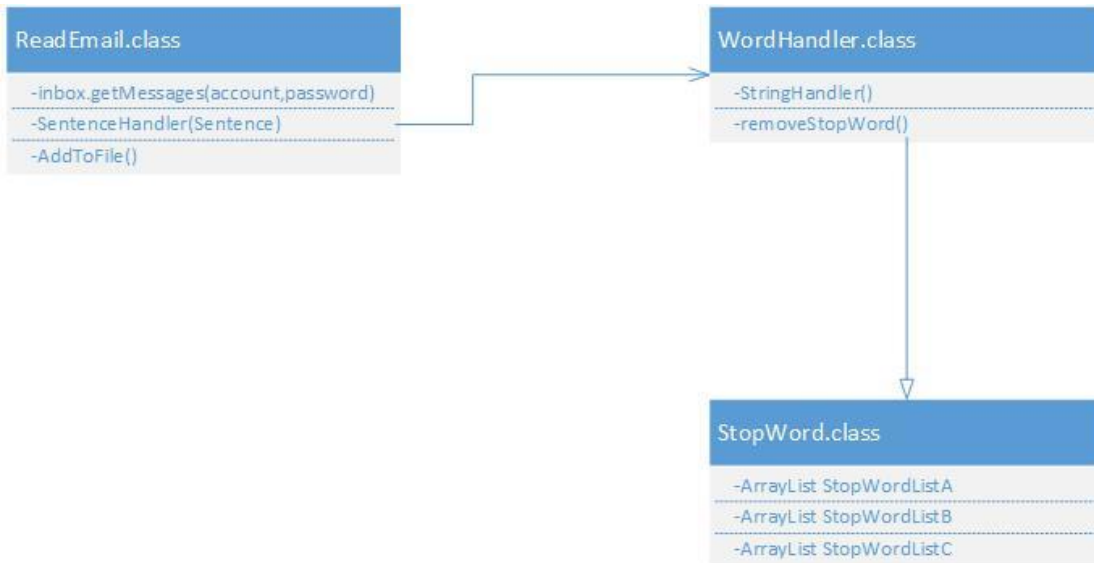 ReadEmail.class
-inbox.getMessages(account,password)
-SentenceHandler(Sentence)
-AddToFile()
WordHandler.class
-StringHandler()
-removeStopWord()
StopWord.class
-ArrayList StopWordListA
-ArrayList StopWordListB
-ArrayList StopWordListC